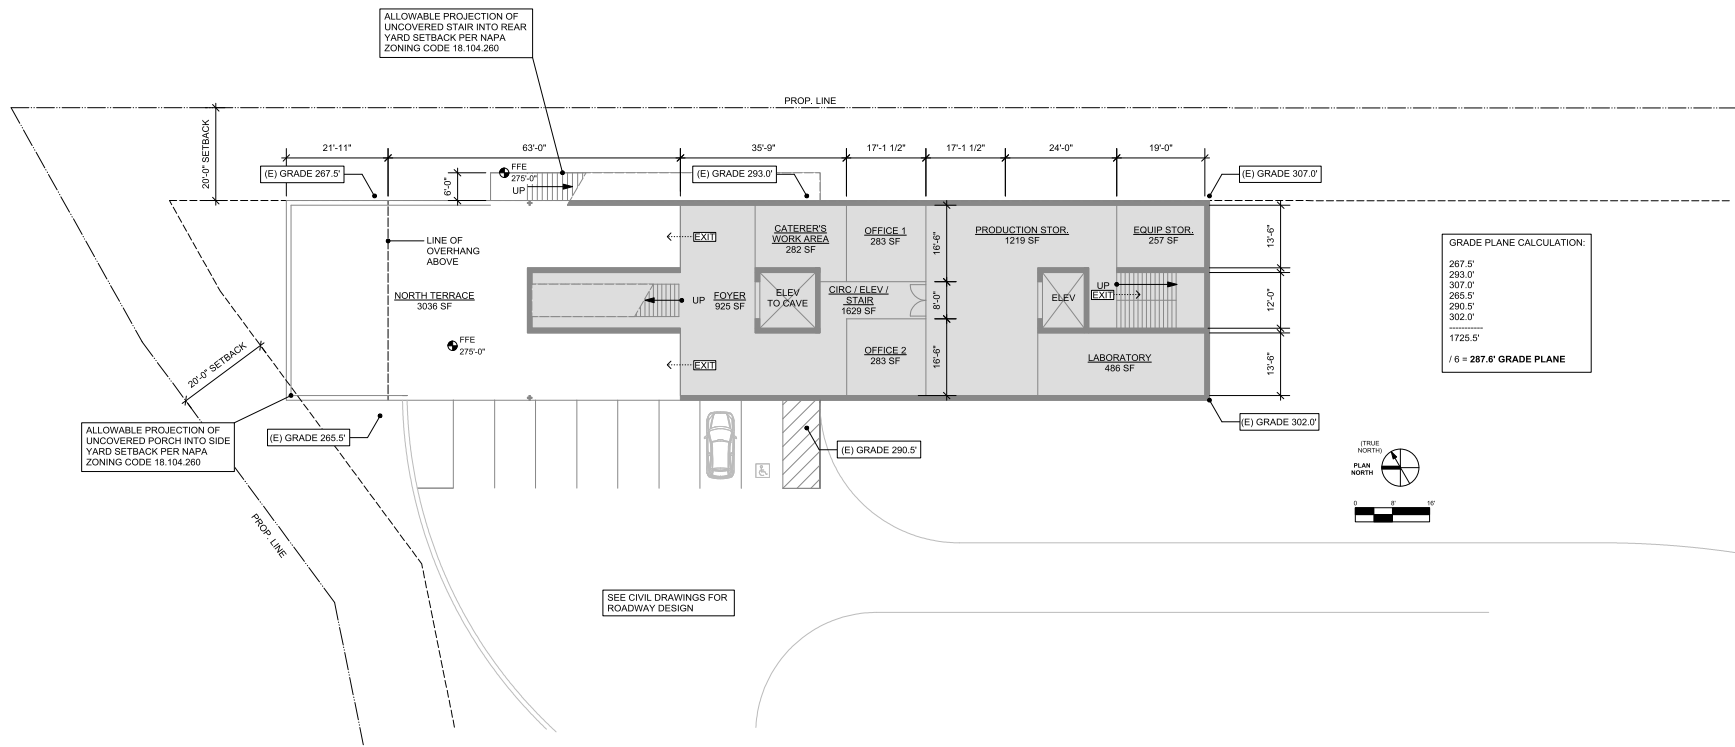 ALLOWABLE PROJECTION OF
UNCOVERED STAIR INTO REAR
YARD SETBACK PER NAPA
ZONING CODE 18.104.260
PROP. LINE
20'-0" SETBACK
21'-11"
63'-0"
35'-9"
17'-1 1/2"
17'-1 1/2"
24'-0"
19'-0"
(E) GRADE 267.5'
6'-0"
FFE
275'-0"
UP
(E) GRADE 293.0'
(E) GRADE 307.0'
LINE OF
OVERHANG
ABOVE
EXIT
CATERER'S
WORK AREA
282 SF
OFFICE 1
283 SF
16'-6"
PRODUCTION STOR.
1219 SF
EQUIP STOR.
257 SF
13'-6"
NORTH TERRACE
3036 SF
UP
FOYER
925 SF
ELEV
TO CAVE
CIRC / ELEV /
STAIR
1629 SF
8'-0"
ELEV
UP
EXIT
12'-0"
FFE
275'-0"
EXIT
OFFICE 2
283 SF
16'-6"
LABORATORY
486 SF
13'-6"
GRADE PLANE CALCULATION:
267.5'
293.0'
307.0'
265.5'
290.5'
302.0'
-----------
1725.5'
/ 6 = 287.6' GRADE PLANE
20'-0" SETBACK
ALLOWABLE PROJECTION OF
UNCOVERED PORCH INTO SIDE
YARD SETBACK PER NAPA
ZONING CODE 18.104.260
(E) GRADE 265.5'
(E) GRADE 290.5'
(E) GRADE 302.0'
(TRUE
NORTH)
PLAN
NORTH
0 8' 16'
PROP. LINE
SEE CIVIL DRAWINGS FOR
ROADWAY DESIGN